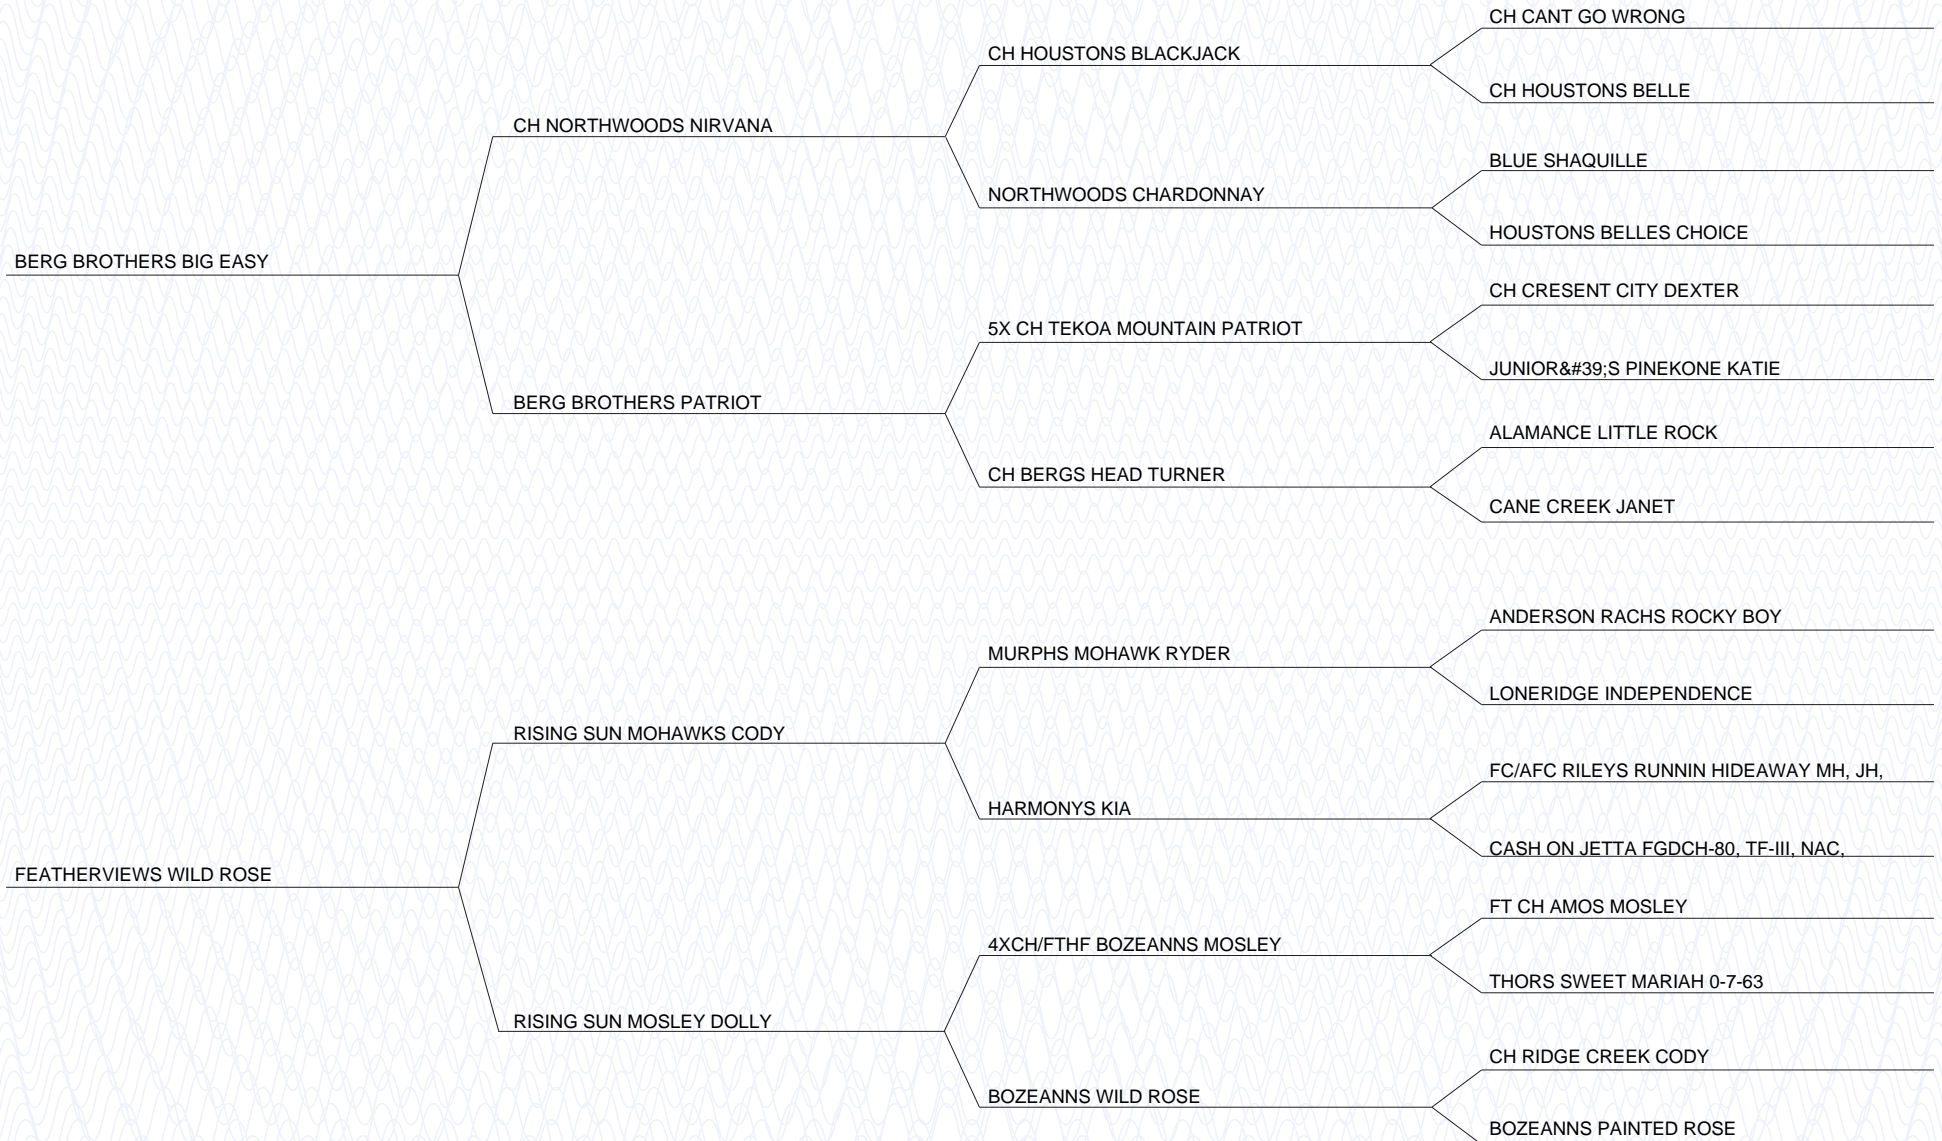 CH CANT GO WRONG
CH HOUSTONS BLACKJACK
CH HOUSTONS BELLE
CH NORTHWOODS NIRVANA
BLUE SHAQUILLE
NORTHWOODS CHARDONNAY
HOUSTONS BELLES CHOICE
BERG BROTHERS BIG EASY
CH CRESENT CITY DEXTER
5X CH TEKOA MOUNTAIN PATRIOT
JUNIOR&#39;S PINEKONE KATIE
BERG BROTHERS PATRIOT
ALAMANCE LITTLE ROCK
CH BERGS HEAD TURNER
CANE CREEK JANET
ANDERSON RACHS ROCKY BOY
MURPHS MOHAWK RYDER
LONERIDGE INDEPENDENCE
RISING SUN MOHAWKS CODY
FC/AFC RILEYS RUNNIN HIDEAWAY MH, JH,
HARMONYS KIA
CASH ON JETTA FGDCH-80, TF-III, NAC,
FEATHERVIEWS WILD ROSE
FT CH AMOS MOSLEY
4XCH/FTHF BOZEANNS MOSLEY
THORS SWEET MARIAH 0-7-63
RISING SUN MOSLEY DOLLY
CH RIDGE CREEK CODY
BOZEANNS WILD ROSE
BOZEANNS PAINTED ROSE